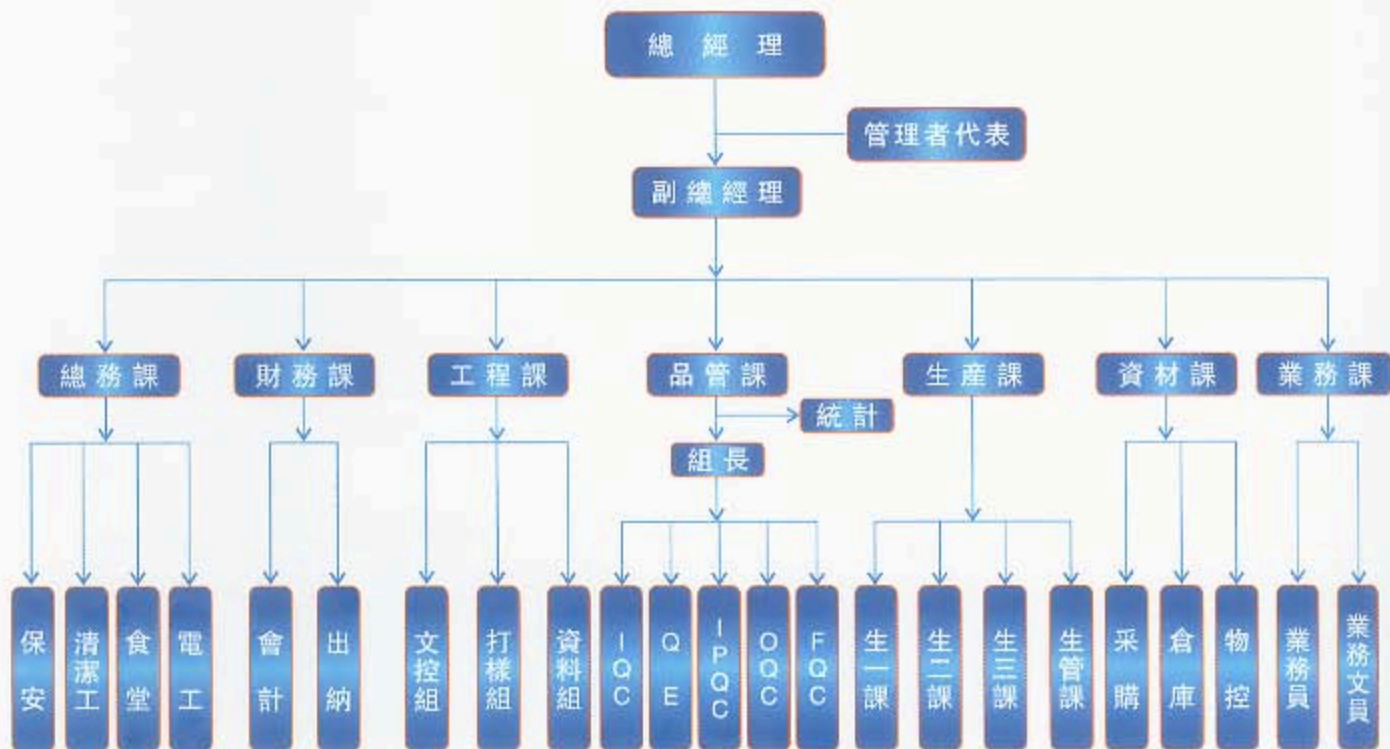 總經理
管理者代表
副總經理
總務課
財務課
工程課
品管課
生産課
資材課
業務課
統計
組長
保安
清潔工
食堂
電工
會計
出納
文控組
打樣組
資料組
IQC
QE
IPQC
OQC
FQC
生一課
生二課
生三課
生管課
采購
倉庫
物控
業務員
業務文員